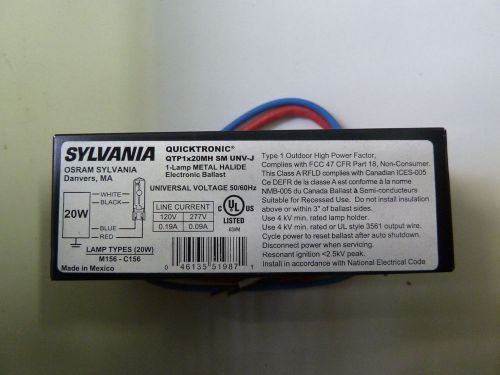 SYLVANIA
OSRAM SYLVANIA
Danvers, MA
QUICKTRONIC®
QTP1x20MH SM UNV-J
1-Lamp METAL HALIDE
Electronic Ballast
UNIVERSAL VOLTAGE 50/60Hz
WHITE
BLACK
20W
BLUE
RED
LAMP TYPES (20W)
M156 - C156
Made in Mexico
LINE CURRENT
120V 277V
0.19A 0.09A
C UL US
LISTED
0 46135 51987 1
Type 1 Outdoor High Power Factor,
Complies with FCC 47 CFR Part 18, Non-Consumer.
This Class A RFLD complies with Canadian ICES-005
Ce DEFR de la classe A est conforme à la norme
NMB-005 du Canada Ballast à Semi-conducteurs
Suitable for Recessed Use. Do not install insulation
above or within 3" of ballast sides.
Use 4 kV min. rated lamp holder.
Use 4 kV min. rated or UL style 3561 output wire.
Cycle power to reset ballast after auto shutdown.
Disconnect power when servicing.
Resonant ignition <2.5kV peak.
Install in accordance with National Electrical Code